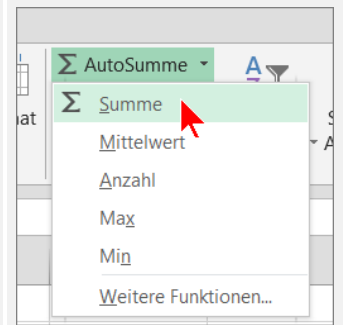 AutoSumme
Summe
Mittelwert
Anzahl
Max
Min
Weitere Funktionen...